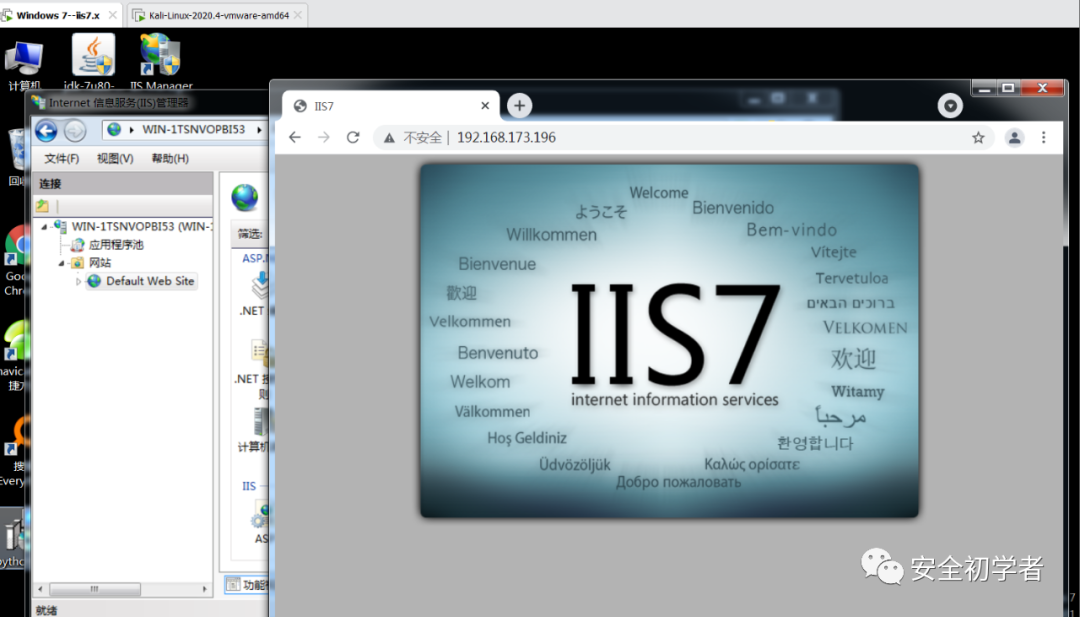 Windows 7--iis7.x
Kali-Linux-2020.4-vmware-amd64
计算机
jdk-7u80-
IIS Manager
Internet 信息服务(IIS)管理器
WIN-1TSNVOPBI53
文件(F) 视图(V) 帮助(H)
连接
WIN-1TSNVOPBI53 (WIN-1
应用程序池
网站
Default Web Site
筛选:
ASP.N
.NET
.NET
则
计算机
IIS
AS
功能
就绪
回
Goo
Chro
navic
捷
搜
Every
pytho
IIS7
不安全 | 192.168.173.196
Welcome
ようこそ
Bienvenido
Willkommen
Bem-vindo
Vítejte
Bienvenue
Tervetuloa
歡迎
ברוכים הבאים
Velkommen
VELKOMEN
Benvenuto
欢迎
Welkom
Witamy
Välkommen
مرحباً
Hoş Geldiniz
환영합니다
Üdvözöljük
Καλώς ορίσατε
Добро пожаловать
IIS7
internet information services
安全初学者